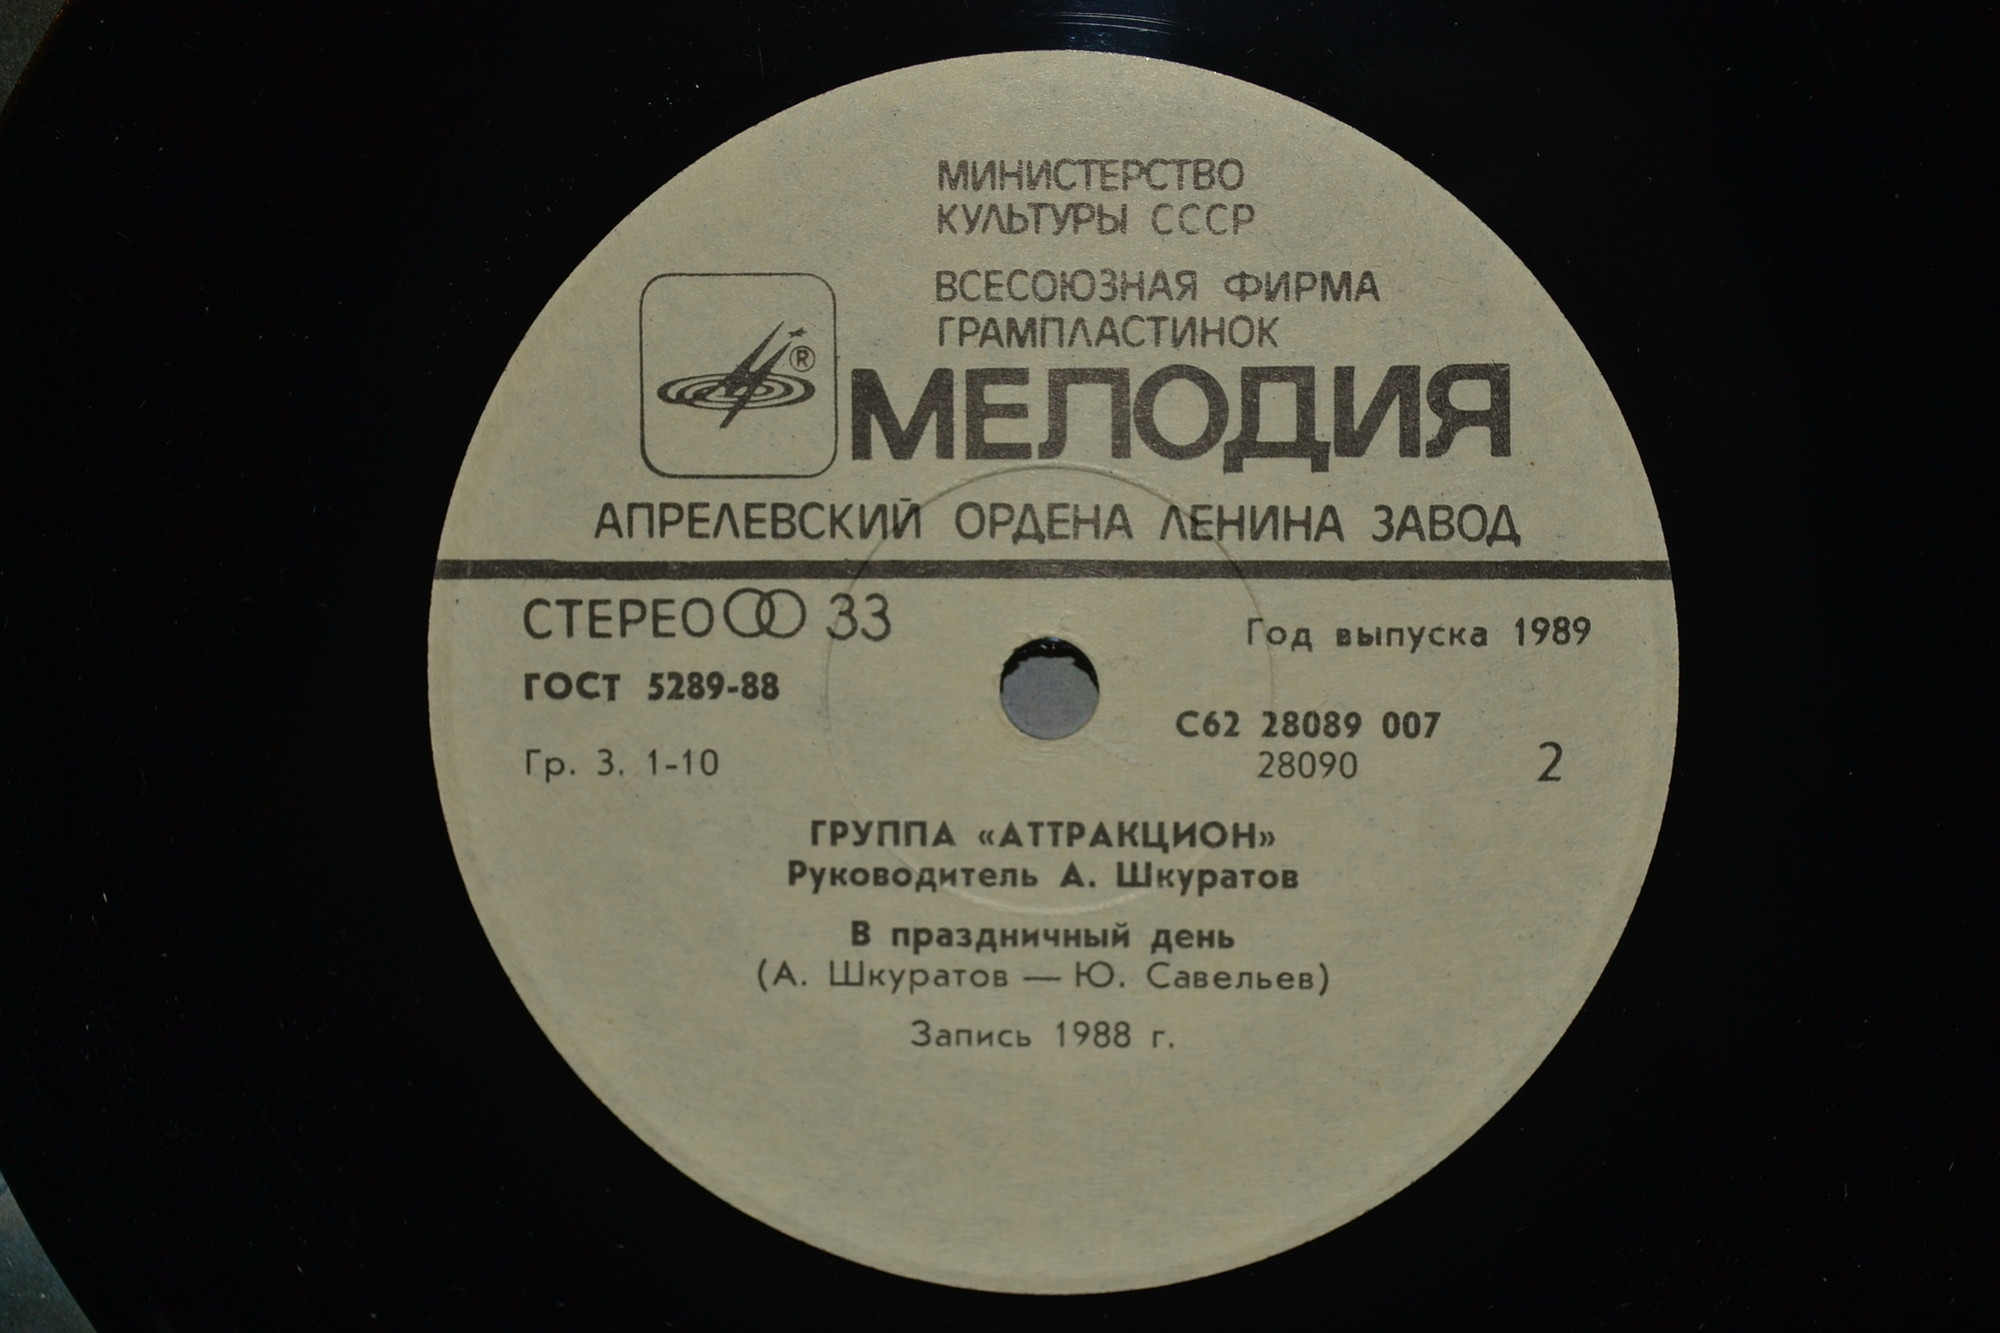 МИНИСТЕРСТВО
КУЛЬТУРЫ СССР
ВСЕСОЮЗНАЯ ФИРМА
ГРАМПЛАСТИНОК
®
МЕЛОДИЯ
АПРЕЛЕВСКИЙ ОРДЕНА ЛЕНИНА ЗАВОД
СТЕРЕО 33
Год выпуска 1989
ГОСТ 5289-88
С62 28089 007
Гр. 3. 1-10
28090
2
ГРУППА «АТТРАКЦИОН»
Руководитель А. Шкуратов
В праздничный день
(А. Шкуратов — Ю. Савельев)
Запись 1988 г.